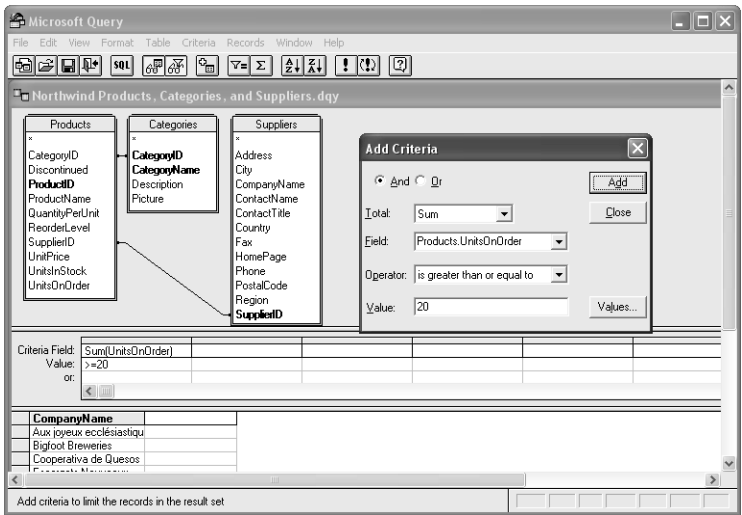 Microsoft Query
File Edit View Format Table Criteria Records Window Help
SQL
Northwind Products, Categories, and Suppliers.dqy
Products
*
CategoryID
Discontinued
ProductID
ProductName
QuantityPerUnit
ReorderLevel
SupplierID
UnitPrice
UnitsInStock
UnitsOnOrder
Categories
*
CategoryID
CategoryName
Description
Picture
Suppliers
*
Address
City
CompanyName
ContactName
ContactTitle
Country
Fax
HomePage
Phone
PostalCode
Region
SupplierID
Add Criteria
And Or
Add
Total: Sum
Close
Field: Products.UnitsOnOrder
Operator: is greater than or equal to
Value: 20
Values...
Criteria Field: Sum(UnitsOnOrder)
Value: >=20
or:
CompanyName
Aux joyeux ecclésiastiqu
Bigfoot Breweries
Cooperativa de Quesos
Add criteria to limit the records in the result set